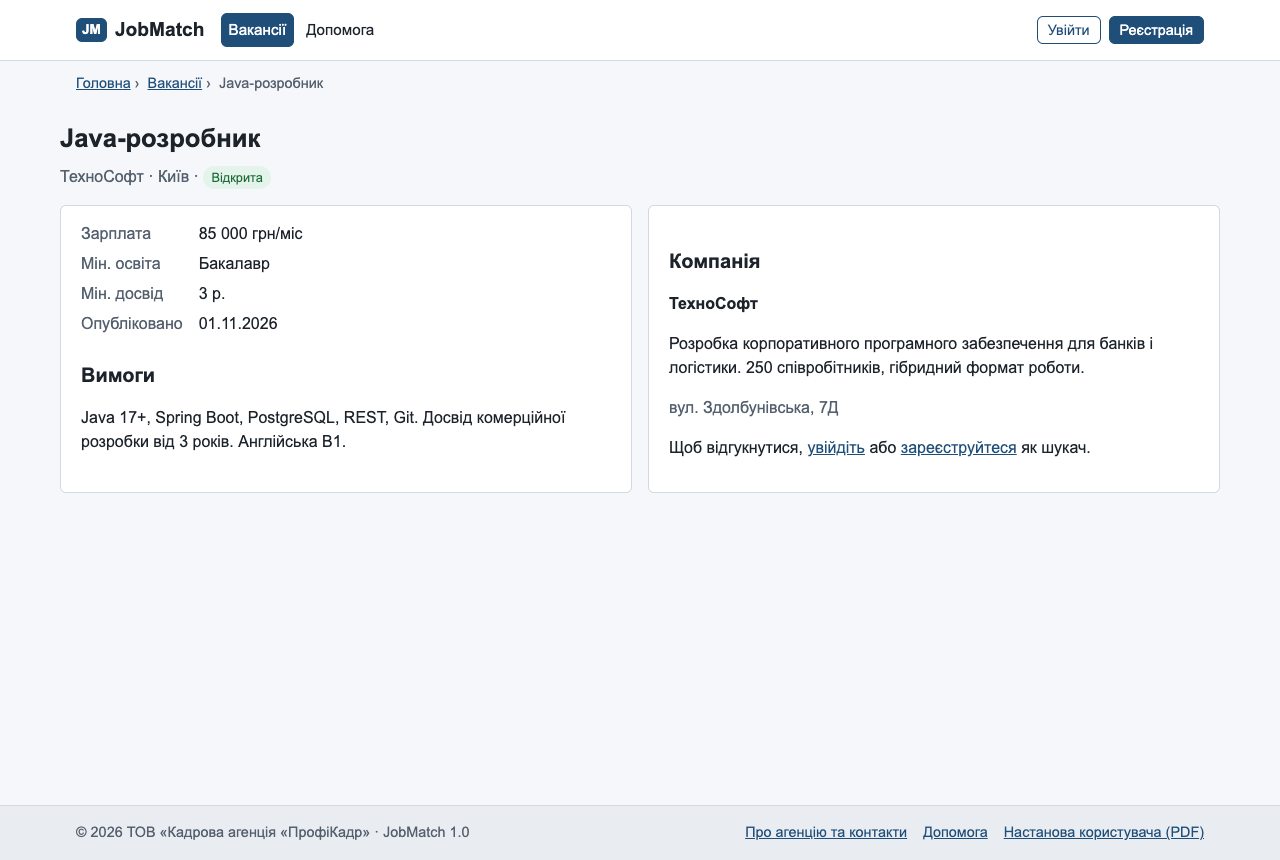 JM JobMatch Вакансії Допомога Увійти Реєстрація
Головна › Вакансії › Java-розробник
Java-розробник
ТехноСофт · Київ · Відкрита
Зарплата 85 000 грн/міс
Мін. освіта Бакалавр
Мін. досвід 3 р.
Опубліковано 01.11.2026
Вимоги
Java 17+, Spring Boot, PostgreSQL, REST, Git. Досвід комерційної
розробки від 3 років. Англійська B1.
Компанія
ТехноСофт
Розробка корпоративного програмного забезпечення для банків і
логістики. 250 співробітників, гібридний формат роботи.
вул. Здолбунівська, 7Д
Щоб відгукнутися, увійдіть або зареєструйтеся як шукач.
© 2026 ТОВ «Кадрова агенція «ПрофіКадр» · JobMatch 1.0
Про агенцію та контакти Допомога Настанова користувача (PDF)